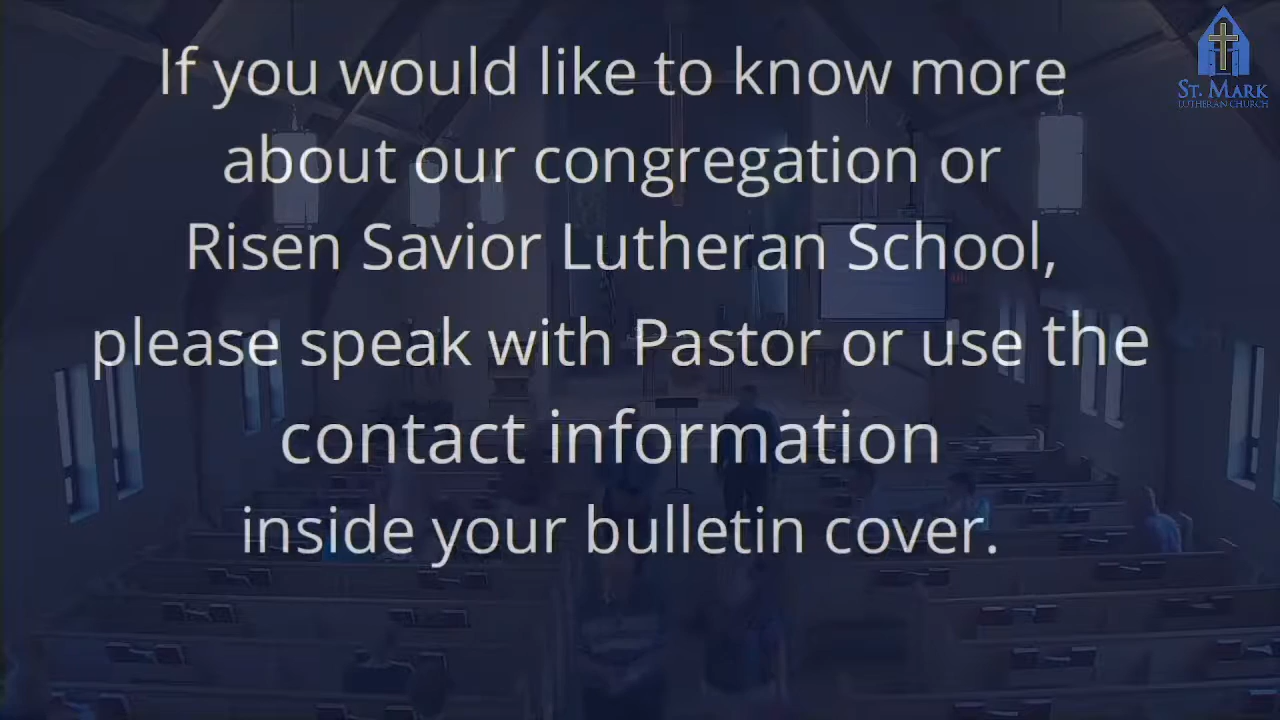 If you would like to know more
about our congregation or
Risen Savior Lutheran School,
please speak with Pastor or use the
contact information
inside your bulletin cover.
St. Mark
Lutheran Church